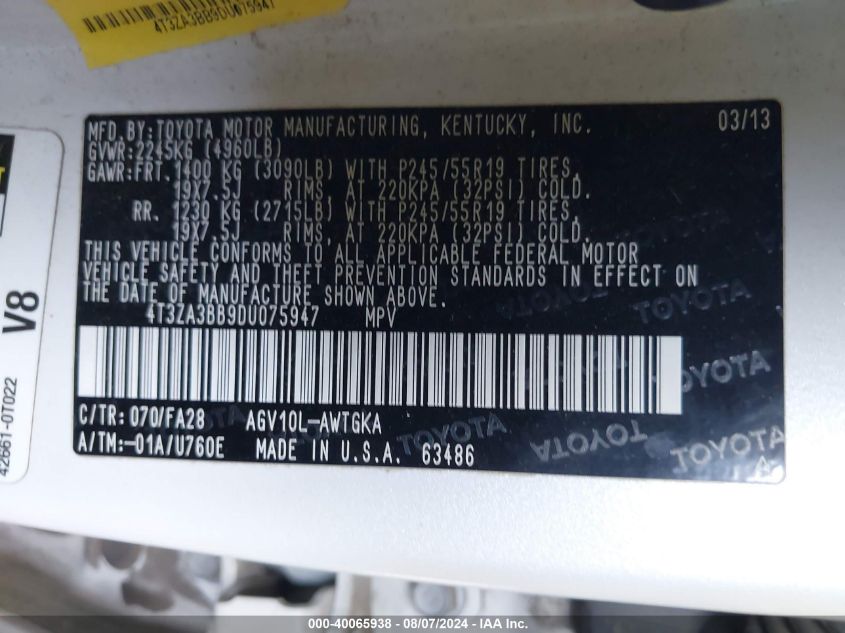 4T3ZA3BB9DU075947
MFD.BY:TOYOTA MOTOR MANUFACTURING, KENTUCKY, INC. 03/13
GVWR:2245KG (4960LB)
GAWR:FRT. 1400 KG (3090LB) WITH P245/55R19 TIRES,
19X7.5J RIMS, AT 220KPA (32PSI) COLD.
RR. 1230 KG (2715LB) WITH P245/55R19 TIRES,
19X7.5J RIMS, AT 220KPA (32PSI) COLD.
THIS VEHICLE CONFORMS TO ALL APPLICABLE FEDERAL MOTOR
VEHICLE SAFETY AND THEFT PREVENTION STANDARDS IN EFFECT ON
THE DATE OF MANUFACTURE SHOWN ABOVE.
4T3ZA3BB9DU075947 MPV
C/TR: 070/FA28 AGV10L-AWTGKA
A/TM:-01A/U760E MADE IN U.S.A. 63486
TOYOTA
TOYOTA
TOYOTA
TOYOTA
TOYOTA
A
V8
42661-0T022
000-40065938 - 08/07/2024 - IAA Inc.